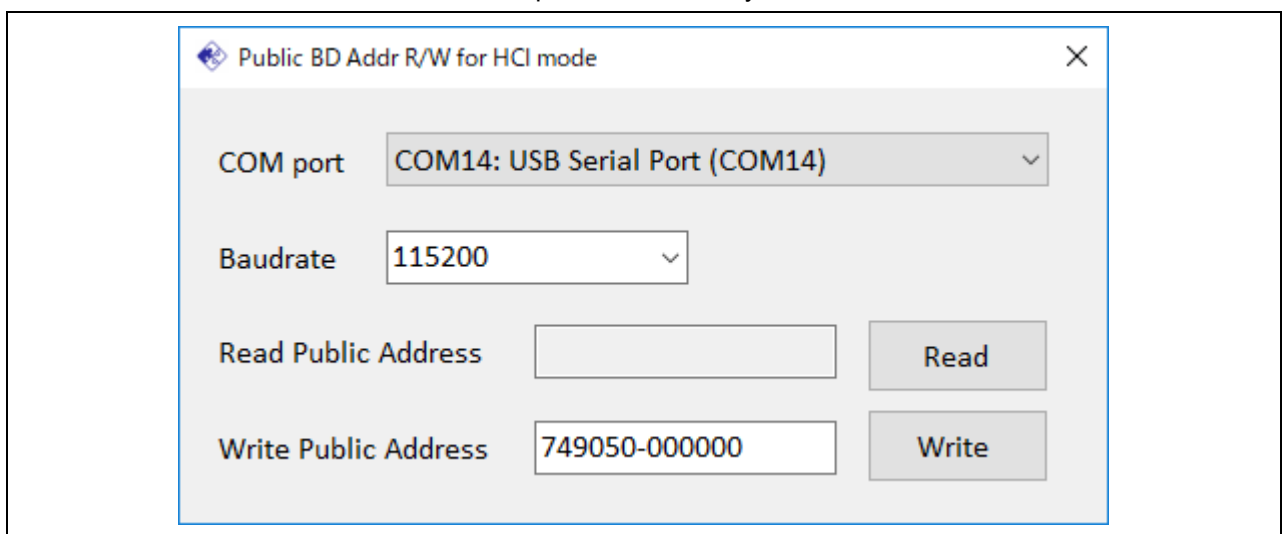 Public BD Addr R/W for HCI mode
COM port COM14: USB Serial Port (COM14)
Baudrate 115200
Read Public Address Read
Write Public Address 749050-000000 Write